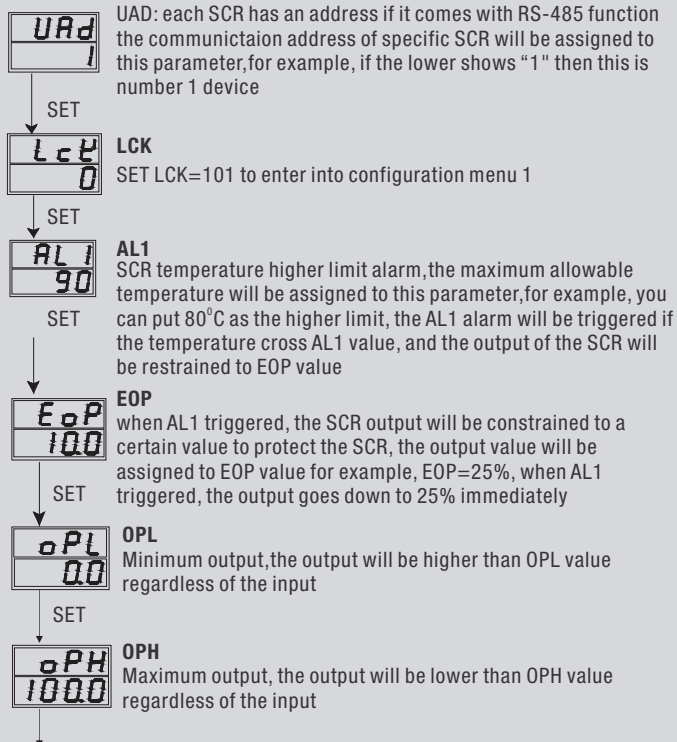 UAd
1
UAD: each SCR has an address if it comes with RS-485 function
the communictaion address of specific SCR will be assigned to
this parameter,for example, if the lower shows “1" then this is
number 1 device
SET
LcK
0
LCK
SET LCK=101 to enter into configuration menu 1
SET
AL1
90
AL1
SCR temperature higher limit alarm,the maximum allowable
temperature will be assigned to this parameter,for example, you
can put 80⁰C as the higher limit, the AL1 alarm will be triggered if
the temperature cross AL1 value, and the output of the SCR will
be restrained to EOP value
SET
EoP
10.0
EOP
when AL1 triggered, the SCR output will be constrained to a
certain value to protect the SCR, the output value will be
assigned to EOP value for example, EOP=25%, when AL1
triggered, the output goes down to 25% immediately
SET
oPL
0.0
OPL
Minimum output,the output will be higher than OPL value
regardless of the input
SET
oPH
100.0
OPH
Maximum output, the output will be lower than OPH value
regardless of the input